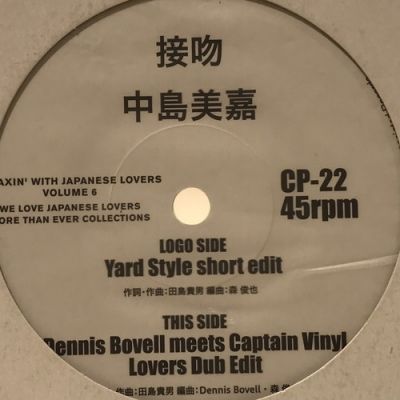 接吻
中島美嘉
AXIN' WITH JAPANESE LOVERS
VOLUME 6
WE LOVE JAPANESE LOVERS
ORE THAN EVER COLLECTIONS
CP-22
45rpm
LOGO SIDE
Yard Style short edit
作詞・作曲：田島貴男 編曲：森 俊也
THIS SIDE
Dennis Bovell meets Captain Vinyl
Lovers Dub Edit
作曲：田島貴男 編曲：Dennis Bovell・森